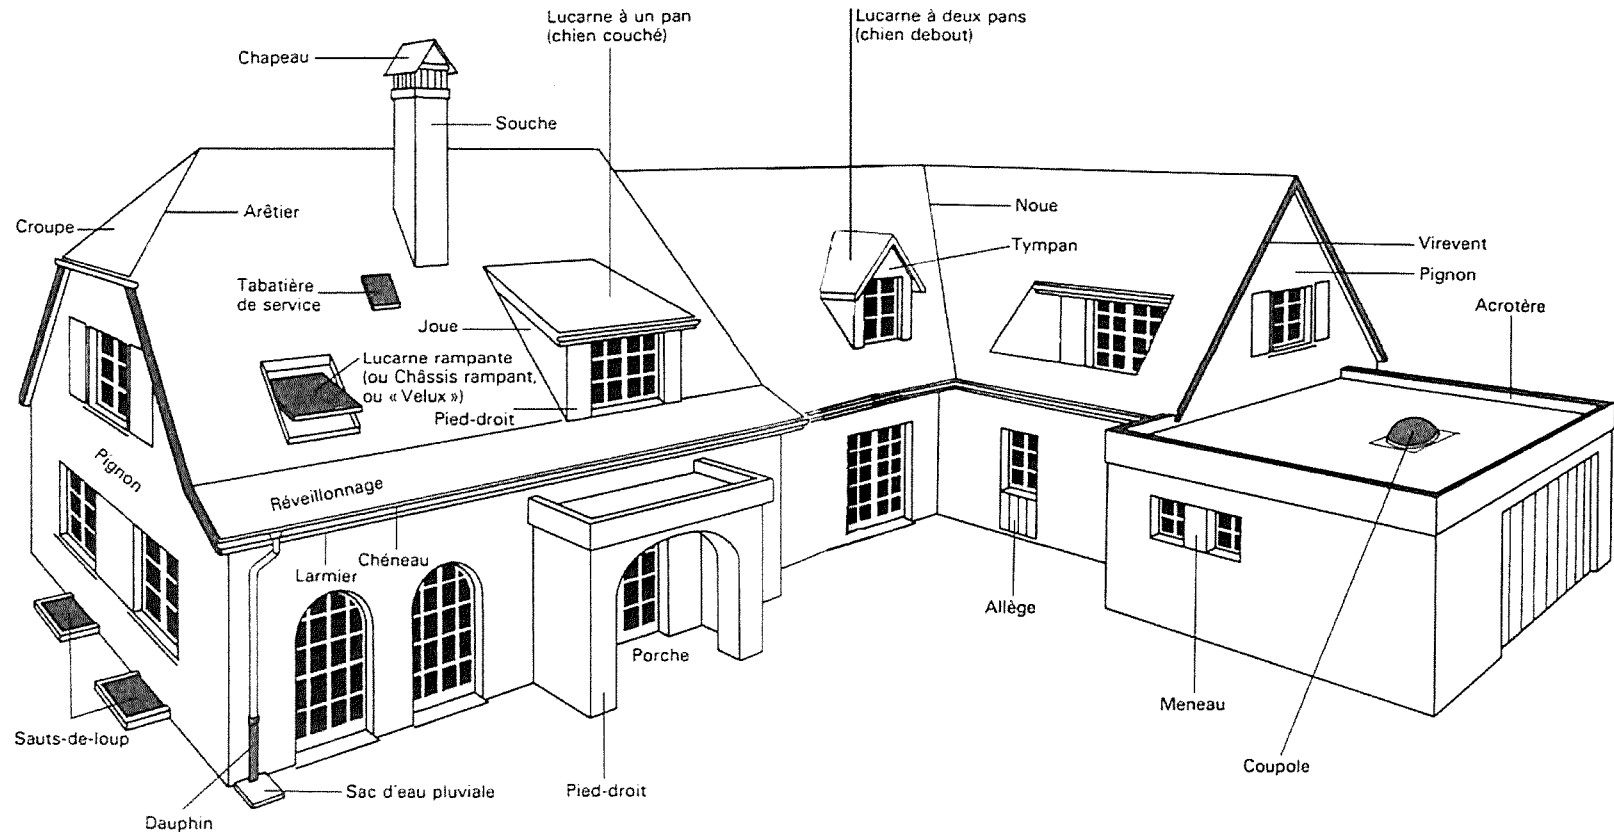 Lucarne à un pan
(chien couché)
Lucarne à deux pans
(chien debout)
Chapeau
Souche
Croupe
Arêtier
Noue
Tympan
Virevent
Pignon
Acrotère
Tabatière
de service
Joue
Lucarne rampante
(ou Châssis rampant,
ou « Velux »)
Pied-droit
Pignon
Réveillonnage
Larmier
Chéneau
Allège
Porche
Meneau
Coupole
Sauts-de-loup
Sac d'eau pluviale
Pied-droit
Dauphin